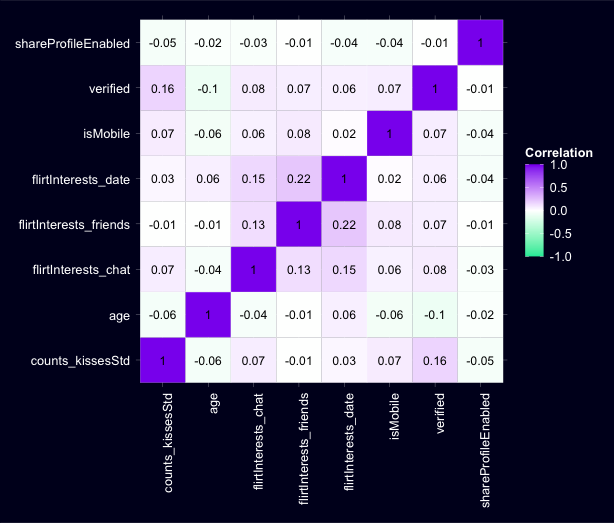 shareProfileEnabled -0.05 -0.02 -0.03 -0.01 -0.04 -0.04 -0.01 1
verified 0.16 -0.1 0.08 0.07 0.06 0.07 1 -0.01
isMobile 0.07 -0.06 0.06 0.08 0.02 1 0.07 -0.04
flirtInterests_date 0.03 0.06 0.15 0.22 1 0.02 0.06 -0.04
flirtInterests_friends -0.01 -0.01 0.13 1 0.22 0.08 0.07 -0.01
flirtInterests_chat 0.07 -0.04 1 0.13 0.15 0.06 0.08 -0.03
age -0.06 1 -0.04 -0.01 0.06 -0.06 -0.1 -0.02
counts_kissesStd 1 -0.06 0.07 -0.01 0.03 0.07 0.16 -0.05
counts_kissesStd
age
flirtInterests_chat
flirtInterests_friends
flirtInterests_date
isMobile
verified
shareProfileEnabled
Correlation
1.0
0.5
0.0
-0.5
-1.0